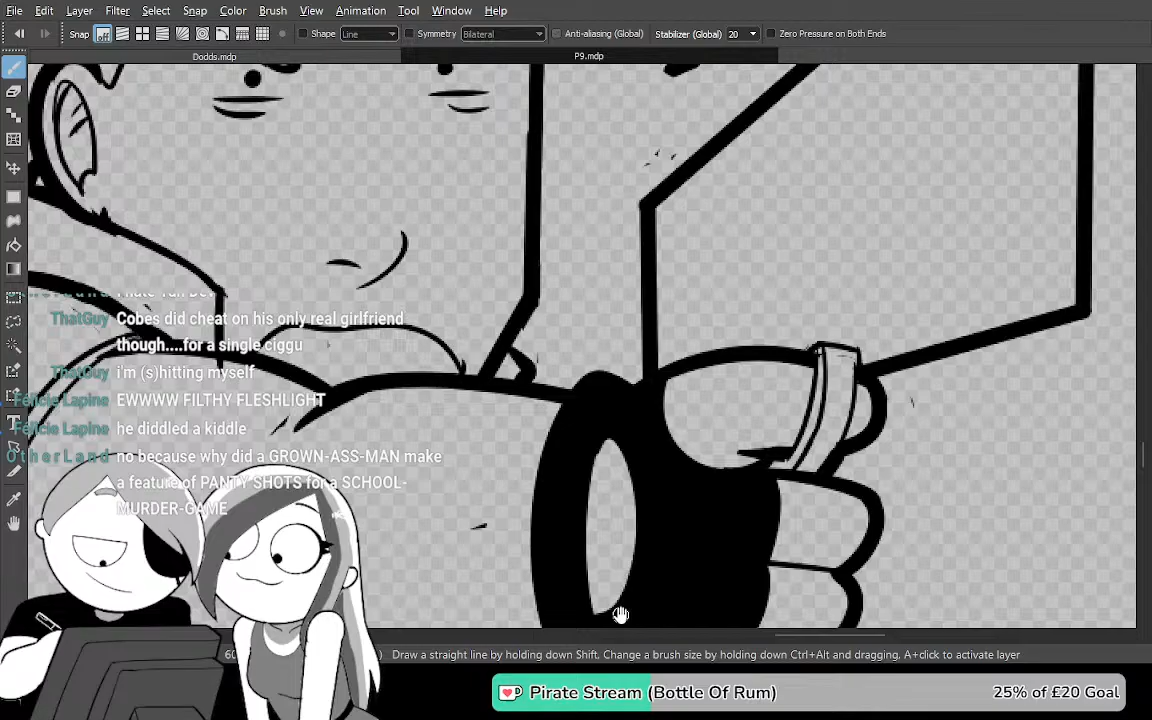 File Edit Layer Filter Select Snap Color Brush View Animation Tool Window Help
Snap off Shape Line Symmetry Bilateral Anti-aliasing (Global) Stabilizer (Global) 20 Zero Pressure on Both Ends
Dodds.mdp P9.mdp
ThatGuy Cobes did cheat on his only real girlfriend
though....for a single ciggu
ThatGuy i'm (s)hitting myself
Felicie Lapine EWWWW FILTHY FLESHLIGHT
Felicie Lapine he diddled a kiddle
OtherLand no because why did a GROWN-ASS-MAN make
a feature of PANTY SHOTS for a SCHOOL-
MURDER-GAME
Draw a straight line by holding down Shift. Change a brush size by holding down Ctrl+Alt and dragging. A+click to activate layer
Pirate Stream (Bottle Of Rum) 25% of £20 Goal